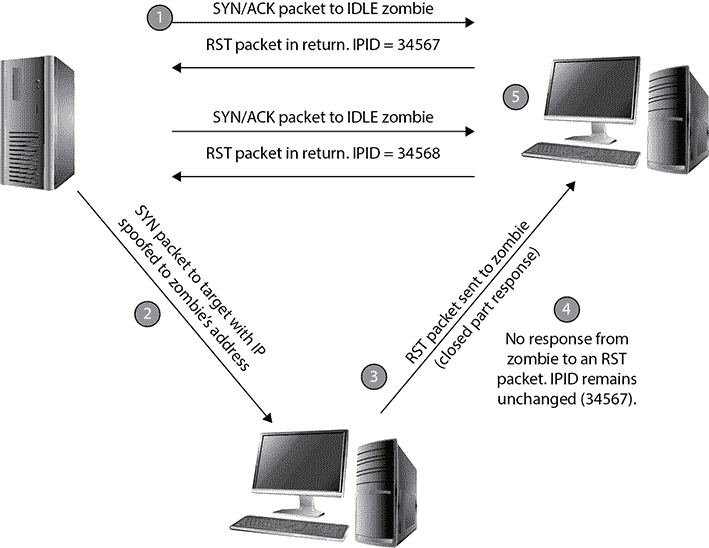 1
SYN/ACK packet to IDLE zombie
RST packet in return. IPID = 34567
5
SYN/ACK packet to IDLE zombie
RST packet in return. IPID = 34568
SYN packet to target with IP
spoofed to zombie's address
2
RST packet sent to zombie
(closed part response)
3
4
No response from
zombie to an RST
packet. IPID remains
unchanged (34567).